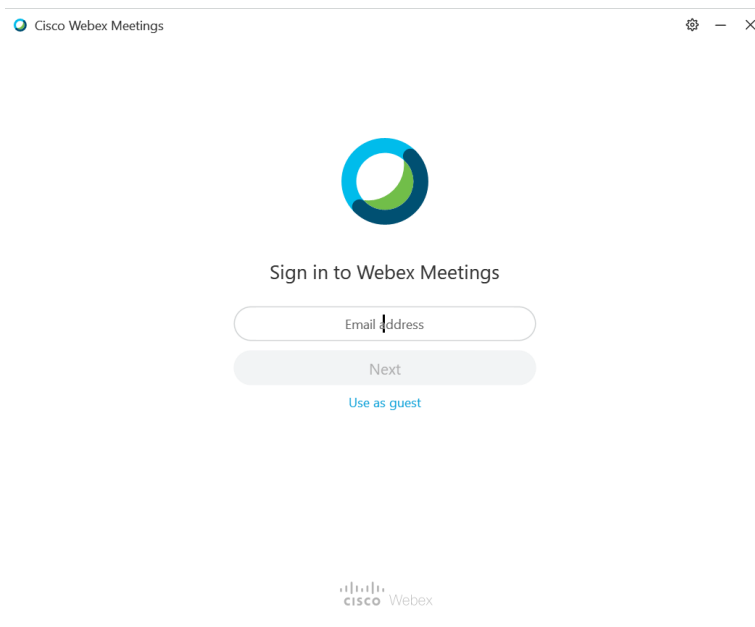 Cisco Webex Meetings
Sign in to Webex Meetings
Email address
Next
Use as guest
CISCO Webex